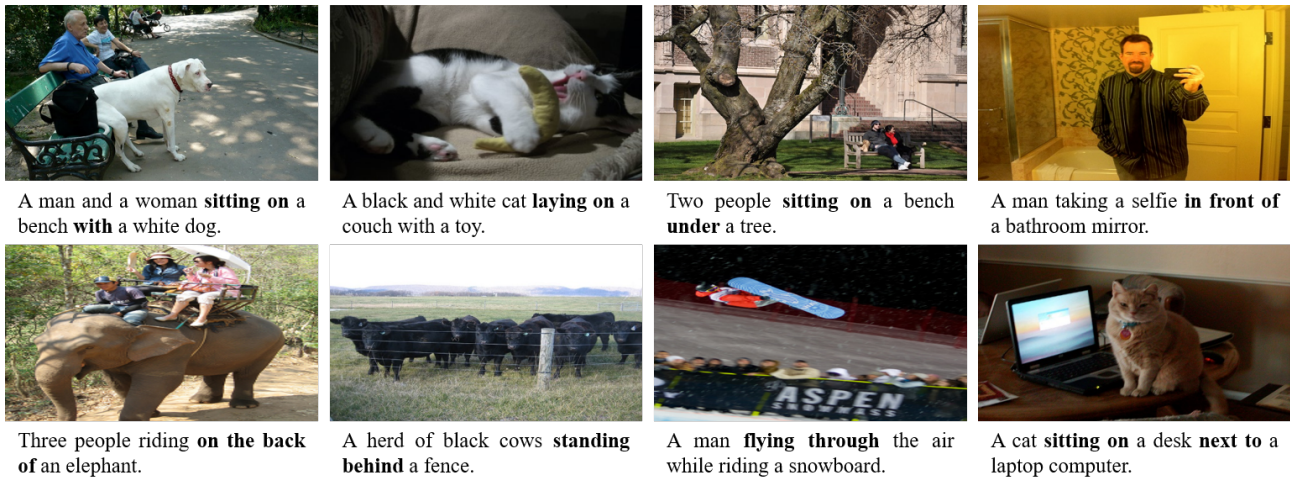 A man and a woman sitting on a
bench with a white dog.
A black and white cat laying on a
couch with a toy.
Two people sitting on a bench
under a tree.
A man taking a selfie in front of
a bathroom mirror.
ASPEN
SNOWMASS
Three people riding on the back
of an elephant.
A herd of black cows standing
behind a fence.
A man flying through the air
while riding a snowboard.
A cat sitting on a desk next to a
laptop computer.